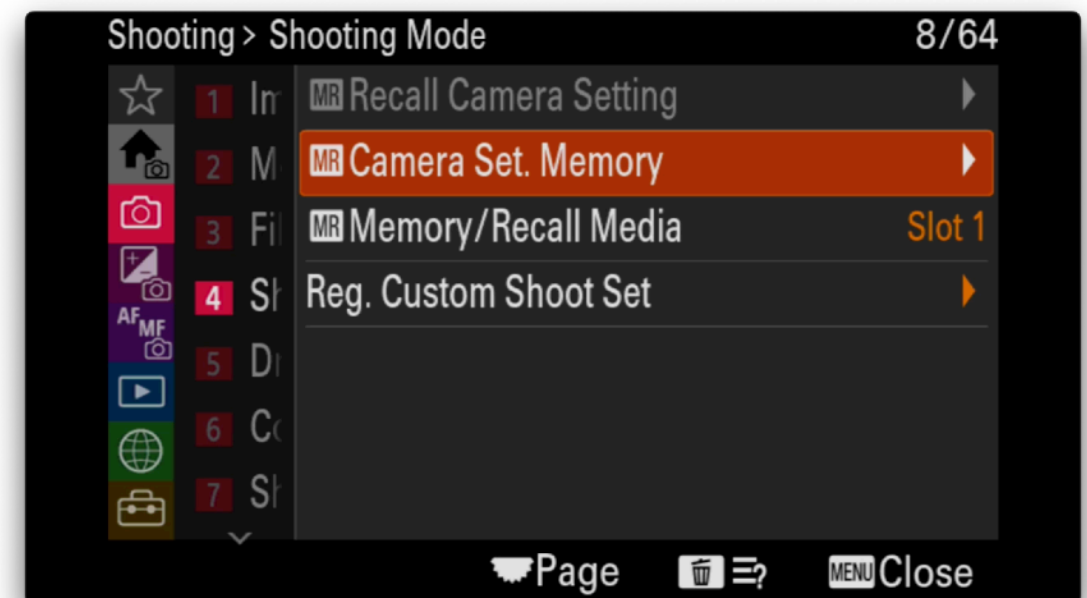 Shooting > Shooting Mode 8/64
1 MR Recall Camera Setting
2 MR Camera Set. Memory
3 Fil MR Memory/Recall Media Slot 1
4 Reg. Custom Shoot Set
5
6
7
AF MF
Page ? MENU Close